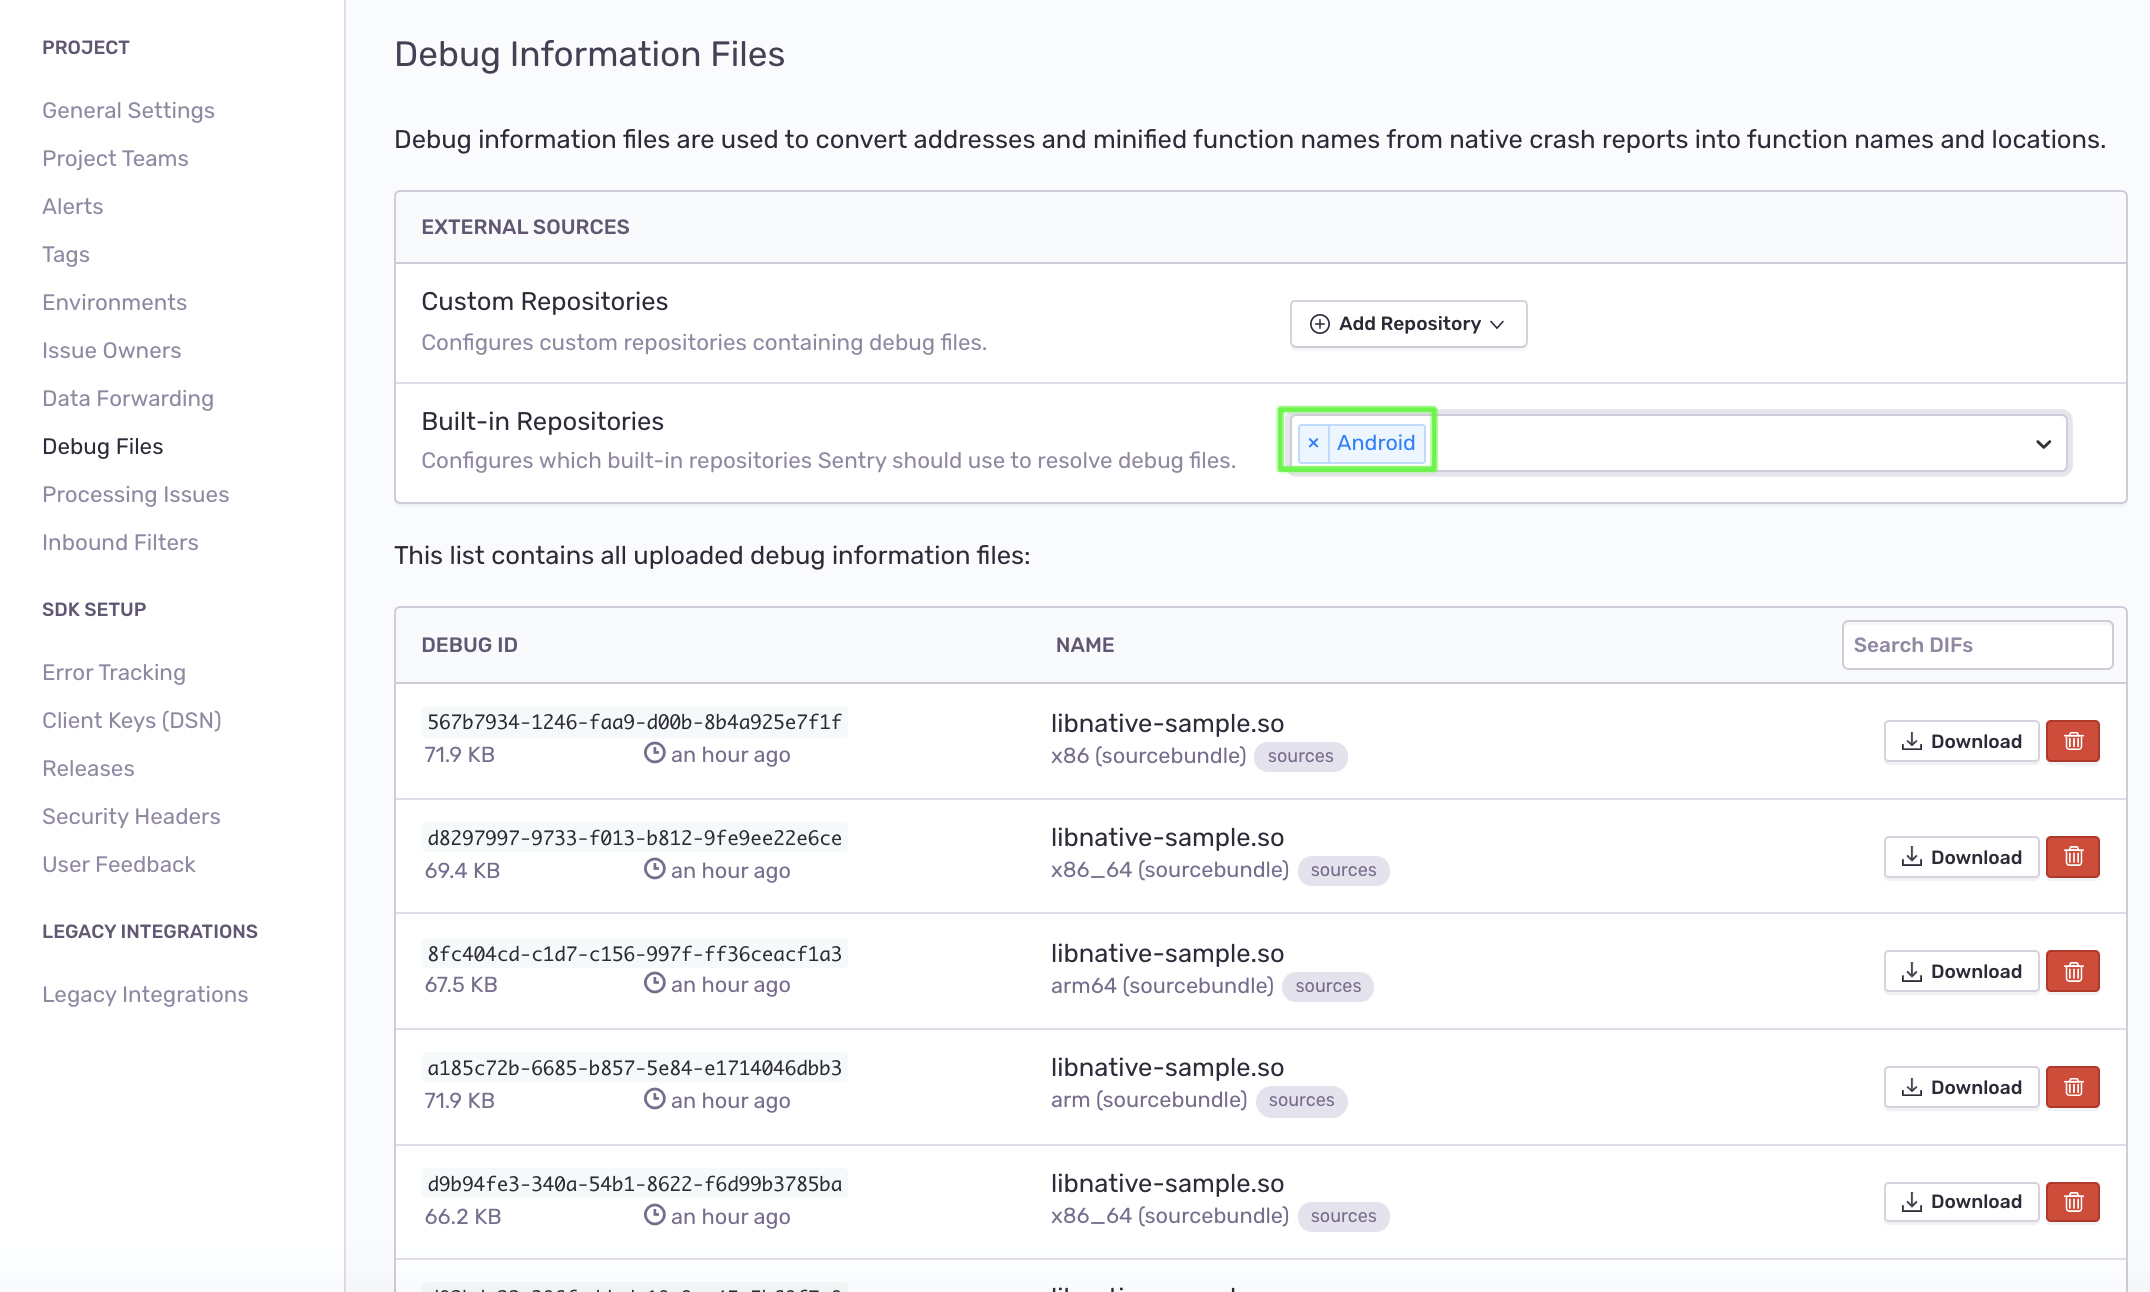 PROJECT
General Settings
Project Teams
Alerts
Tags
Environments
Issue Owners
Data Forwarding
Debug Files
Processing Issues
Inbound Filters
SDK SETUP
Error Tracking
Client Keys (DSN)
Releases
Security Headers
User Feedback
LEGACY INTEGRATIONS
Legacy Integrations
Debug Information Files
Debug information files are used to convert addresses and minified function names from native crash reports into function names and locations.
EXTERNAL SOURCES
Custom Repositories
Configures custom repositories containing debug files.
Add Repository
Built-in Repositories
Configures which built-in repositories Sentry should use to resolve debug files.
× Android
This list contains all uploaded debug information files:
DEBUG ID NAME Search DIFs
567b7934-1246-faa9-d00b-8b4a925e7f1f libnative-sample.so
71.9 KB an hour ago x86 (sourcebundle) sources Download
d8297997-9733-f013-b812-9fe9ee22e6ce libnative-sample.so
69.4 KB an hour ago x86_64 (sourcebundle) sources Download
8fc404cd-c1d7-c156-997f-ff36ceacf1a3 libnative-sample.so
67.5 KB an hour ago arm64 (sourcebundle) sources Download
a185c72b-6685-b857-5e84-e1714046dbb3 libnative-sample.so
71.9 KB an hour ago arm (sourcebundle) sources Download
d9b94fe3-340a-54b1-8622-f6d99b3785ba libnative-sample.so
66.2 KB an hour ago x86_64 (sourcebundle) sources Download